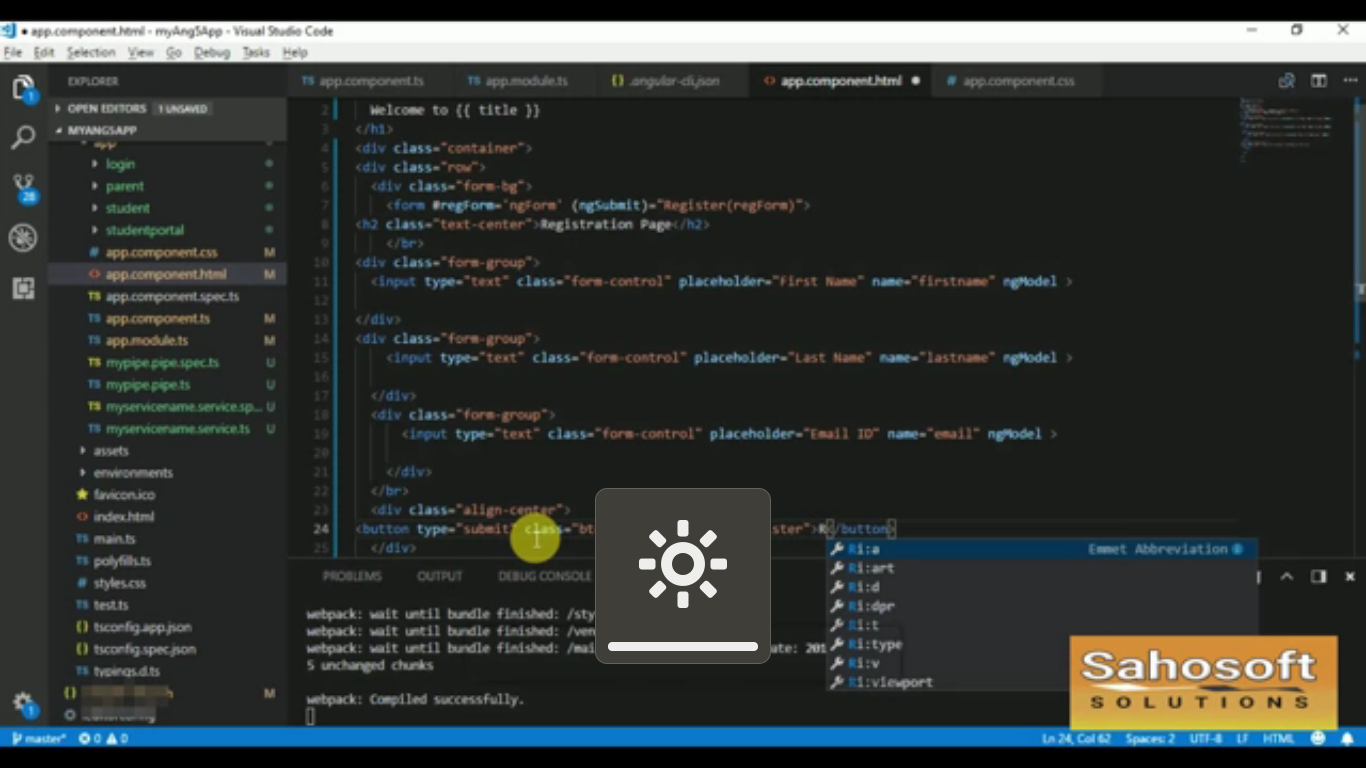 app.component.html - myAng5App - Visual Studio Code
File Edit Selection View Go Debug Tasks Help
EXPLORER
TS app.component.ts TS app.module.ts {} .angular-cli.json <> app.component.html # app.component.css
OPEN EDITORS 1 UNSAVED
MYANG5APP
app
login
parent
student
studentportal
# app.component.css M
<> app.component.html M
TS app.component.spec.ts
TS app.component.ts M
TS app.module.ts M
TS mypipe.pipe.spec.ts U
TS mypipe.pipe.ts U
TS myservicename.service.sp... U
TS myservicename.service.ts U
assets
environments
favicon.ico
<> index.html
TS main.ts
TS polyfills.ts
# styles.css
TS test.ts
{} tsconfig.app.json
{} tsconfig.spec.json
TS typings.d.ts
{} M
2 Welcome to {{ title }}
3 </h1>
4 <div class="container">
5 <div class="row">
6 <div class="form-bg">
7 <form #regForm='ngForm' (ngSubmit)="Register(regForm)">
8 <h2 class="text-center">Registration Page</h2>
9 </br>
10 <div class="form-group">
11 <input type="text" class="form-control" placeholder="First Name" name="firstname" ngModel >
12
13 </div>
14 <div class="form-group">
15 <input type="text" class="form-control" placeholder="Last Name" name="lastname" ngModel >
16
17 </div>
18 <div class="form-group">
19 <input type="text" class="form-control" placeholder="Email ID" name="email" ngModel >
20
21 </div>
22 </br>
23 <div class="align-center">
24 <button type="submit" class="bt ster">R</button>
25 </div>
Ri:a Emmet Abbreviation
Ri:art
Ri:d
Ri:dpr
Ri:t
Ri:type
Ri:v
Ri:viewport
PROBLEMS OUTPUT DEBUG CONSOLE
webpack: wait until bundle finished: /sty
webpack: wait until bundle finished: /ven
webpack: wait until bundle finished: /mai ate: 201
5 unchanged chunks
webpack: Compiled successfully.
Sahosoft
SOLUTIONS
master* 0 0 Ln 24, Col 62 Spaces: 2 UTF-8 LF HTML